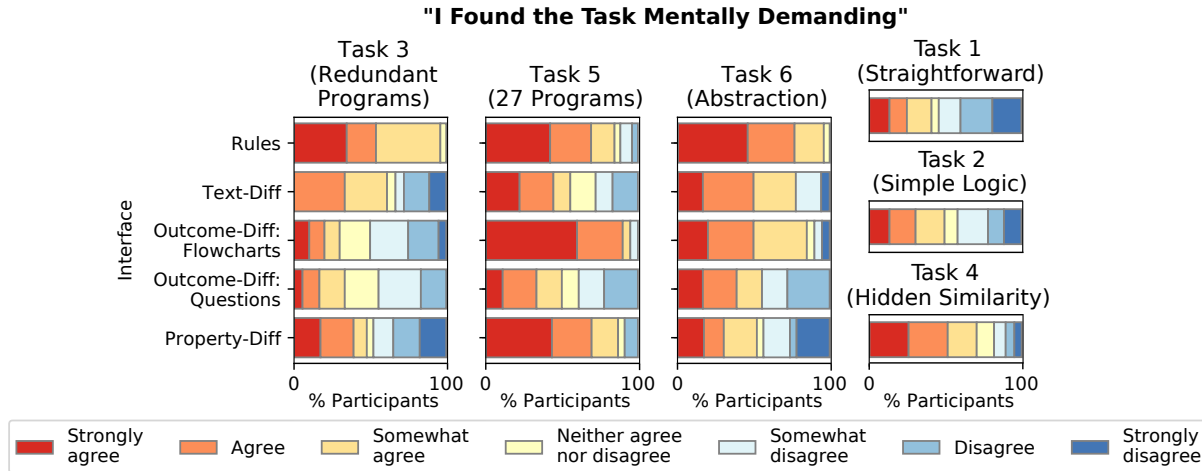 "I Found the Task Mentally Demanding"
Task 3
(Redundant
Programs)
Task 5
(27 Programs)
Task 6
(Abstraction)
Task 1
(Straightforward)
Task 2
(Simple Logic)
Task 4
(Hidden Similarity)
Interface
Rules
Text-Diff
Outcome-Diff:
Flowcharts
Outcome-Diff:
Questions
Property-Diff
0 100
% Participants
0 100
% Participants
0 100
% Participants
0 100
% Participants
Strongly
agree
Agree
Somewhat
agree
Neither agree
nor disagree
Somewhat
disagree
Disagree
Strongly
disagree